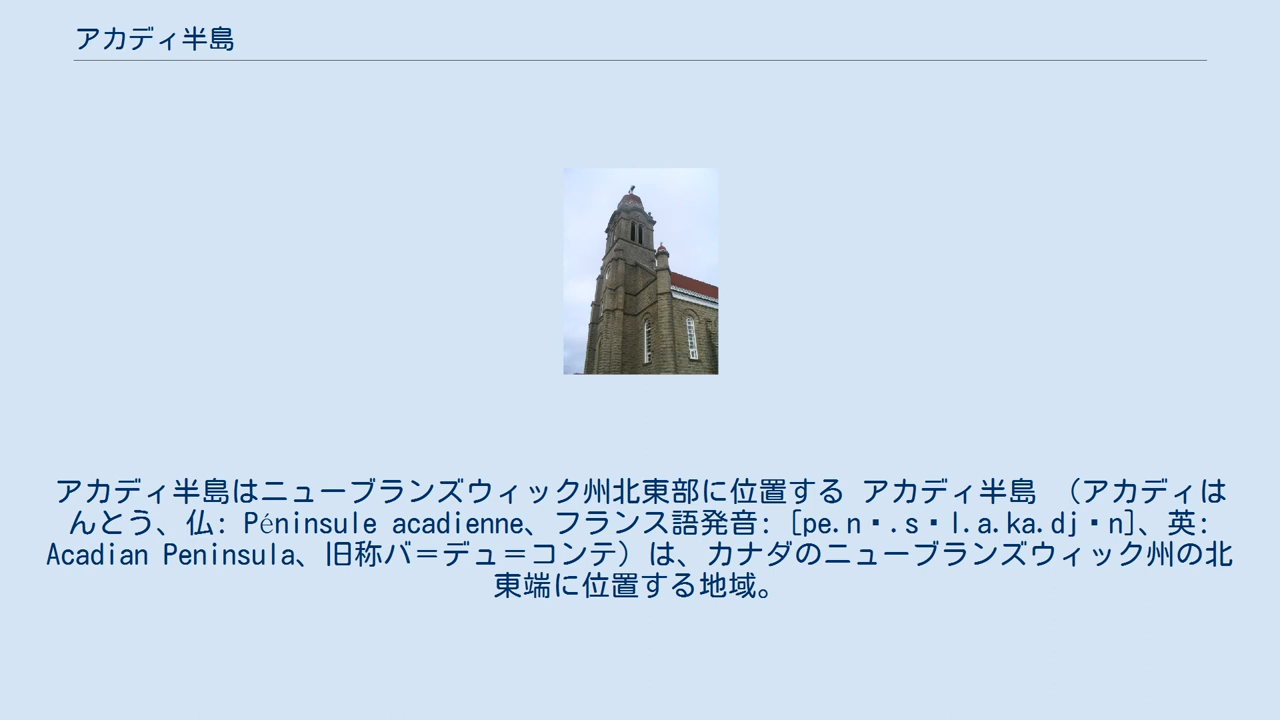 アカディ半島
アカディ半島はニューブランズウィック州北東部に位置する アカディ半島 （アカディは
んとう、仏: Péninsule acadienne、フランス語発音: [pe.n▪.s▪l.a.ka.dj▪n]、英:
Acadian Peninsula、旧称バ＝デュ＝コンテ）は、カナダのニューブランズウィック州の北
東端に位置する地域。